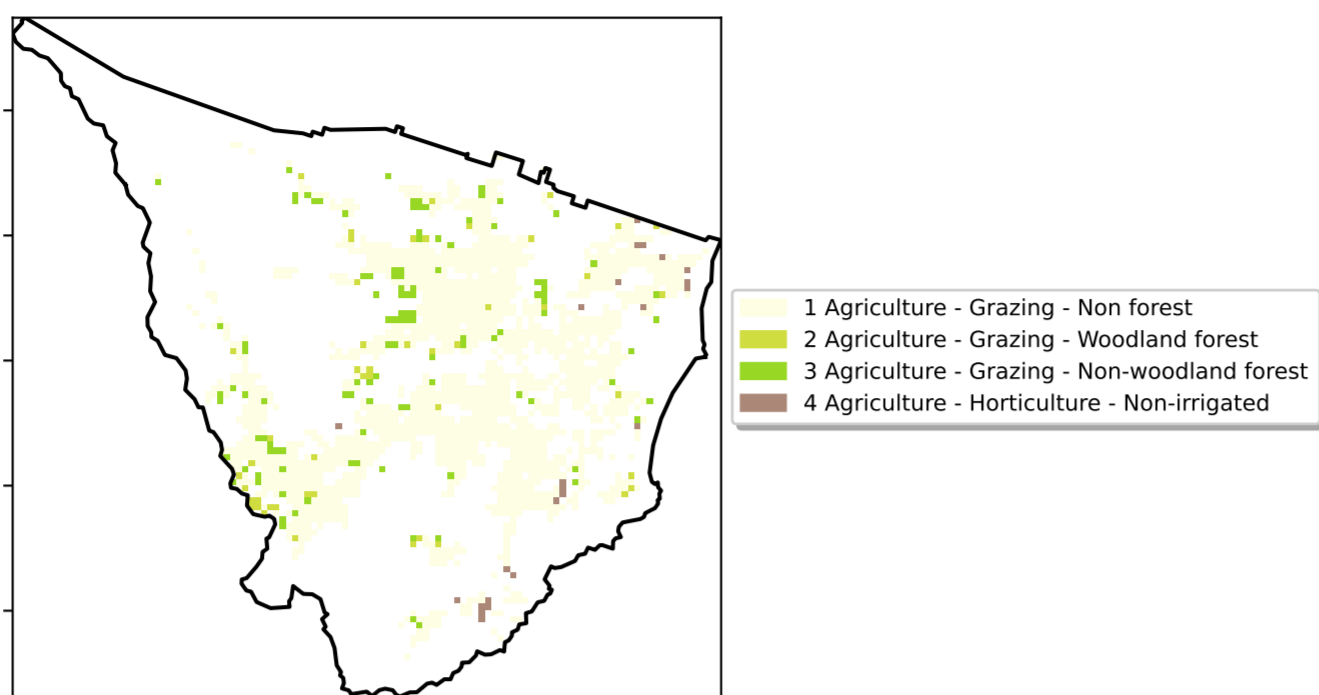 1 Agriculture - Grazing - Non forest
2 Agriculture - Grazing - Woodland forest
3 Agriculture - Grazing - Non-woodland forest
4 Agriculture - Horticulture - Non-irrigated